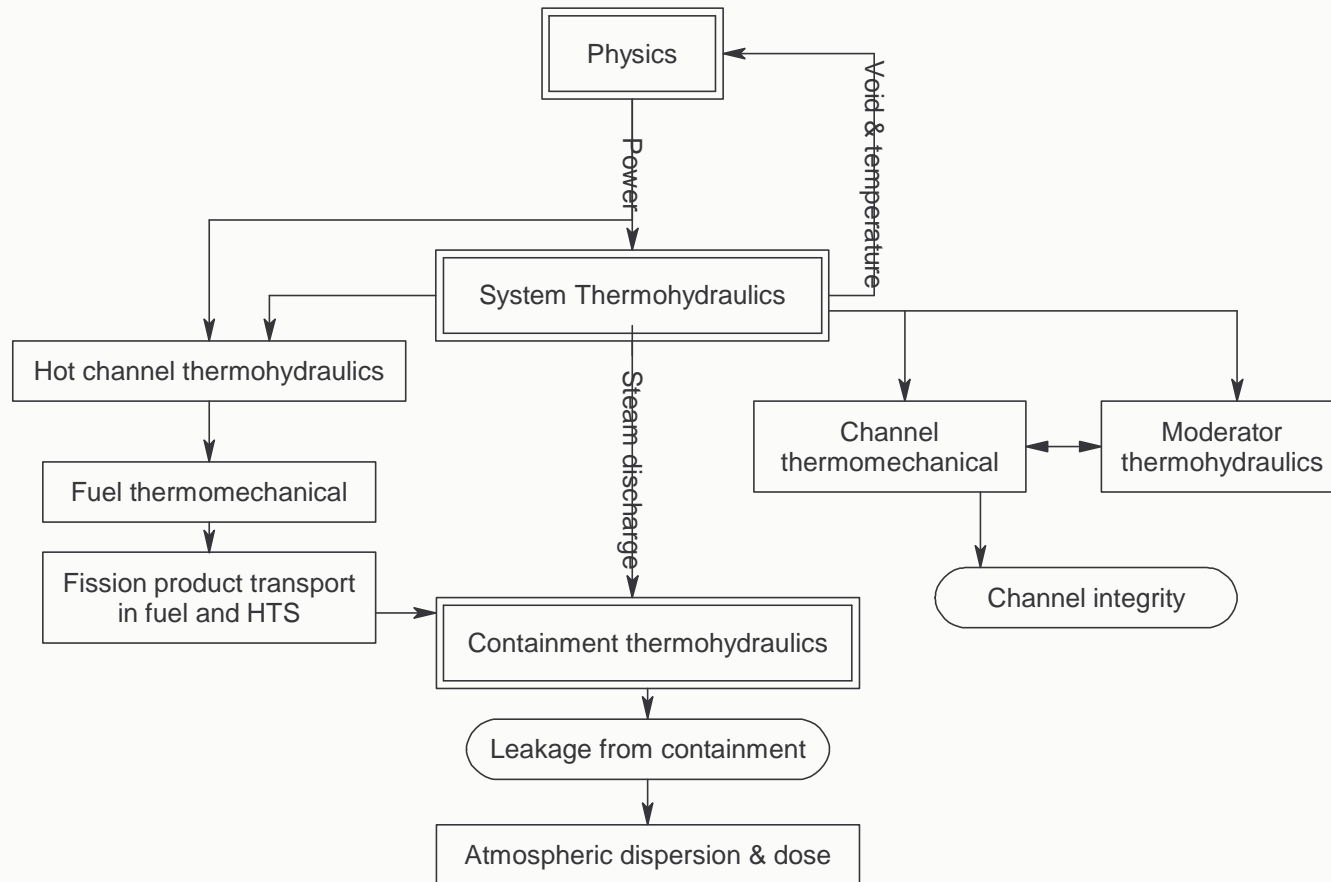 Physics
Power
Void & temperature
System Thermohydraulics
Hot channel thermohydraulics
Steam discharge
Channel
thermomechanical
Moderator
thermohydraulics
Fuel thermomechanical
Fission product transport
in fuel and HTS
Channel integrity
Containment thermohydraulics
Leakage from containment
Atmospheric dispersion & dose